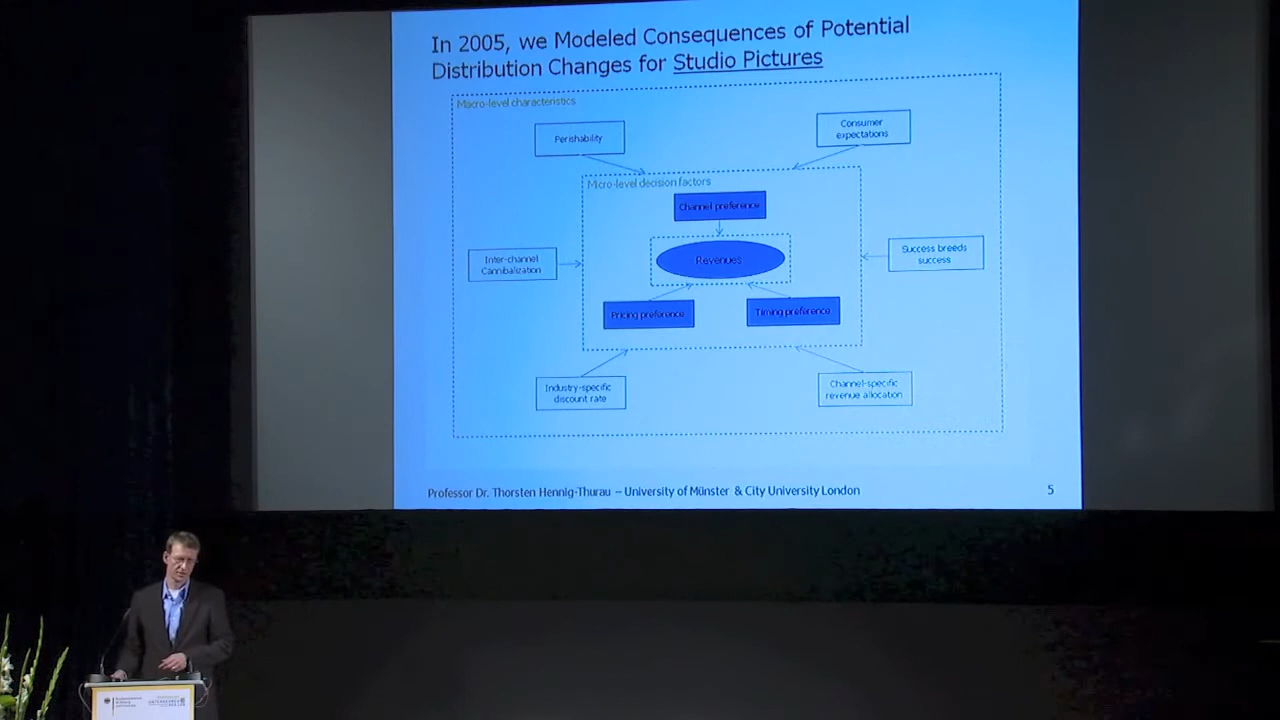 In 2005, we Modeled Consequences of Potential
Distribution Changes for Studio Pictures
Macro-level characteristics
Perishability
Consumer
expectations
Micro-level decision factors
Channel preference
Inter-channel
Cannibalization
Revenues
Success breeds
success
Pricing preference
Timing preference
Industry-specific
discount rate
Channel-specific
revenue allocation
Professor Dr. Thorsten Hennig-Thurau – University of Münster & City University London
5